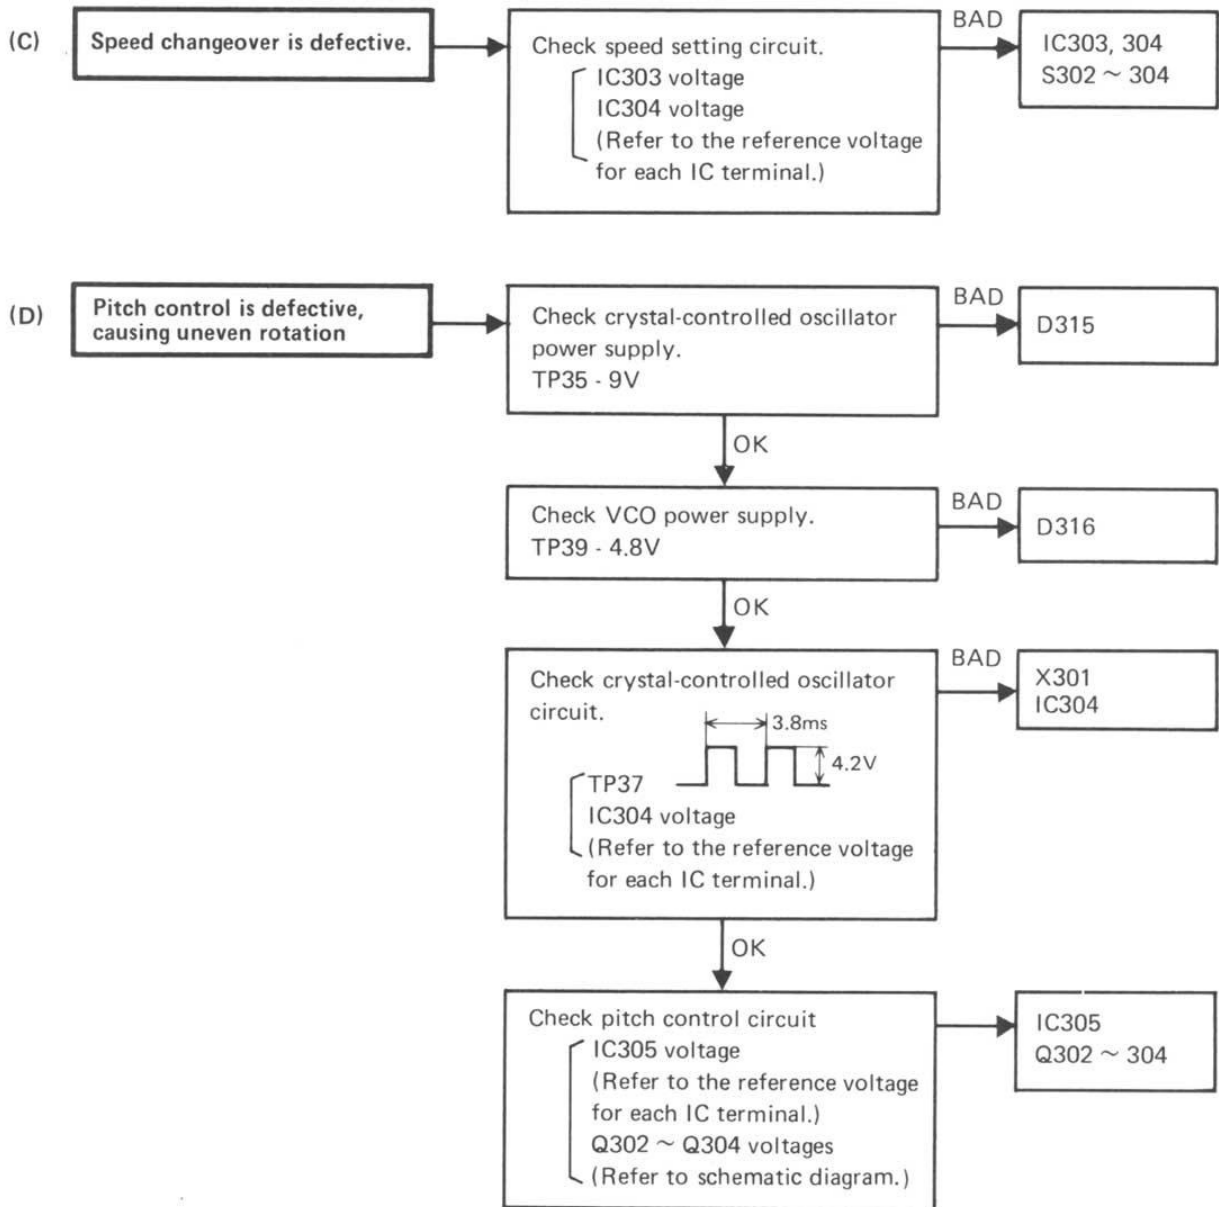 (C)
Speed changeover is defective.
Check speed setting circuit.
IC303 voltage
IC304 voltage
(Refer to the reference voltage
for each IC terminal.)
BAD
IC303, 304
S302 ~ 304
(D)
Pitch control is defective,
causing uneven rotation
Check crystal-controlled oscillator
power supply.
TP35 - 9V
BAD
D315
OK
Check VCO power supply.
TP39 - 4.8V
BAD
D316
OK
Check crystal-controlled oscillator
circuit.
3.8ms
4.2V
TP37
IC304 voltage
(Refer to the reference voltage
for each IC terminal.)
BAD
X301
IC304
OK
Check pitch control circuit
IC305 voltage
(Refer to the reference voltage
for each IC terminal.)
Q302 ~ Q304 voltages
(Refer to schematic diagram.)
IC305
Q302 ~ 304